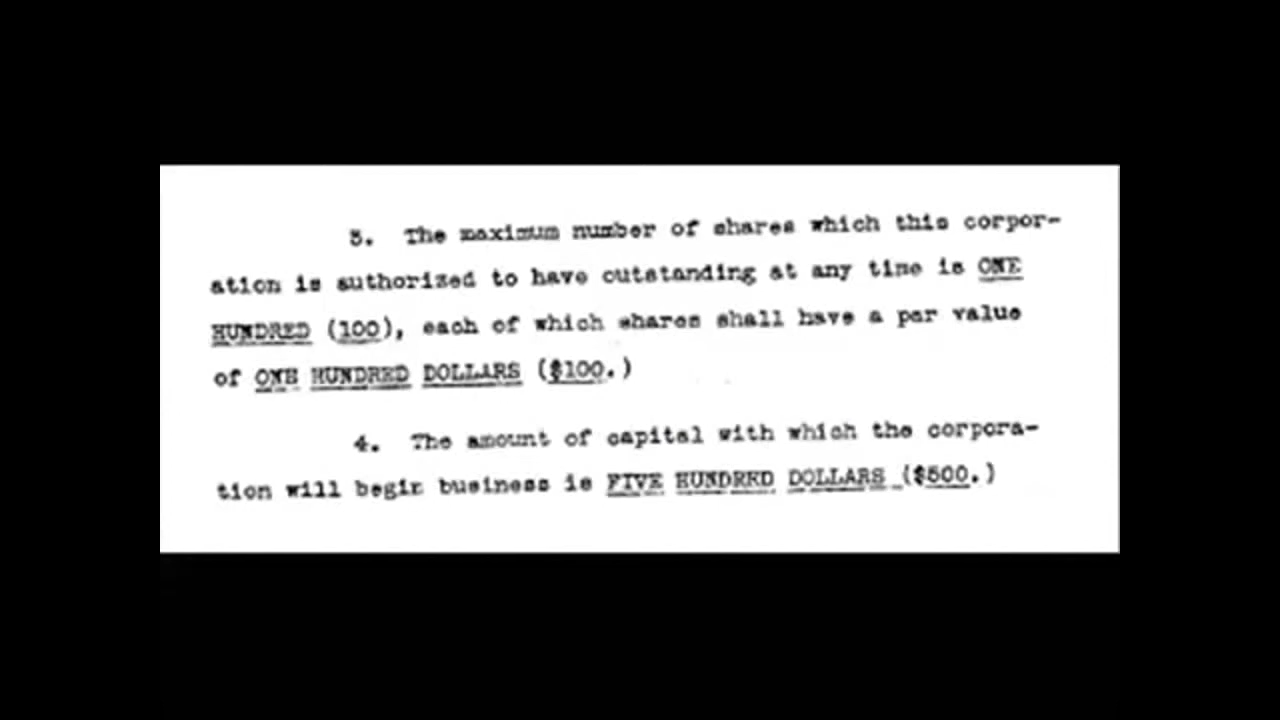 3. The maximum number of shares which this corpor-
ation is authorized to have outstanding at any time is ONE
HUNDRED (100), each of which shares shall have a par value
of ONE HUNDRED DOLLARS ($100.)
4. The amount of capital with which the corpora-
tion will begin business is FIVE HUNDRED DOLLARS ($500.)